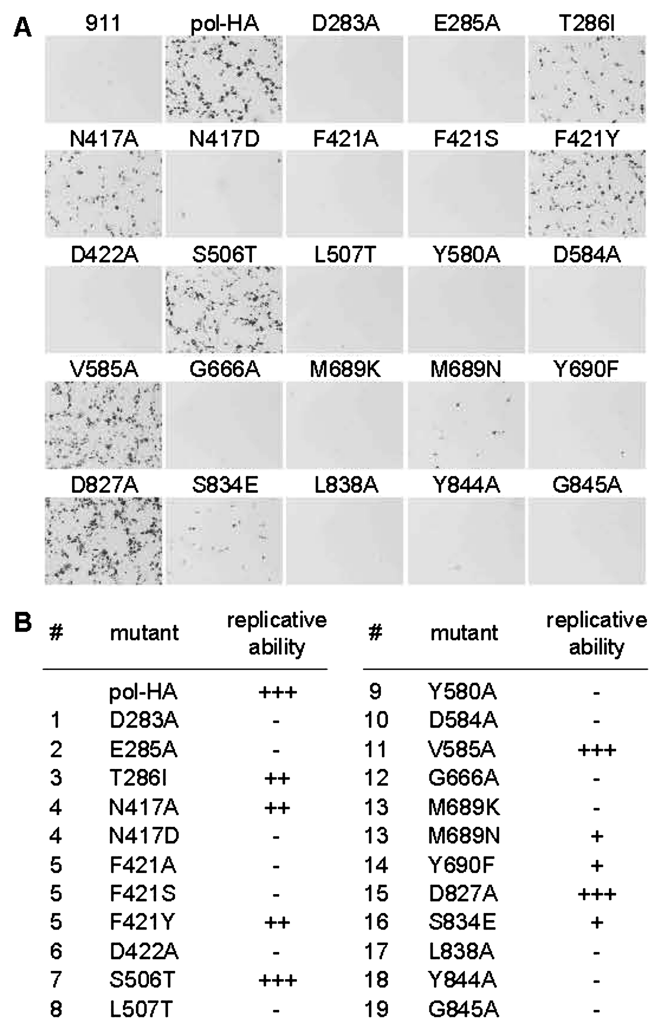 A
911 pol-HA D283A E285A T286I
N417A N417D F421A F421S F421Y
D422A S506T L507T Y580A D584A
V585A G666A M689K M689N Y690F
D827A S834E L838A Y844A G845A
B
# mutant replicative ability # mutant replicative ability
pol-HA +++ 9 Y580A -
1 D283A - 10 D584A -
2 E285A - 11 V585A +++
3 T286I ++ 12 G666A -
4 N417A ++ 13 M689K -
4 N417D - 13 M689N +
5 F421A - 14 Y690F +
5 F421S - 15 D827A +++
5 F421Y ++ 16 S834E +
6 D422A - 17 L838A -
7 S506T +++ 18 Y844A -
8 L507T - 19 G845A -